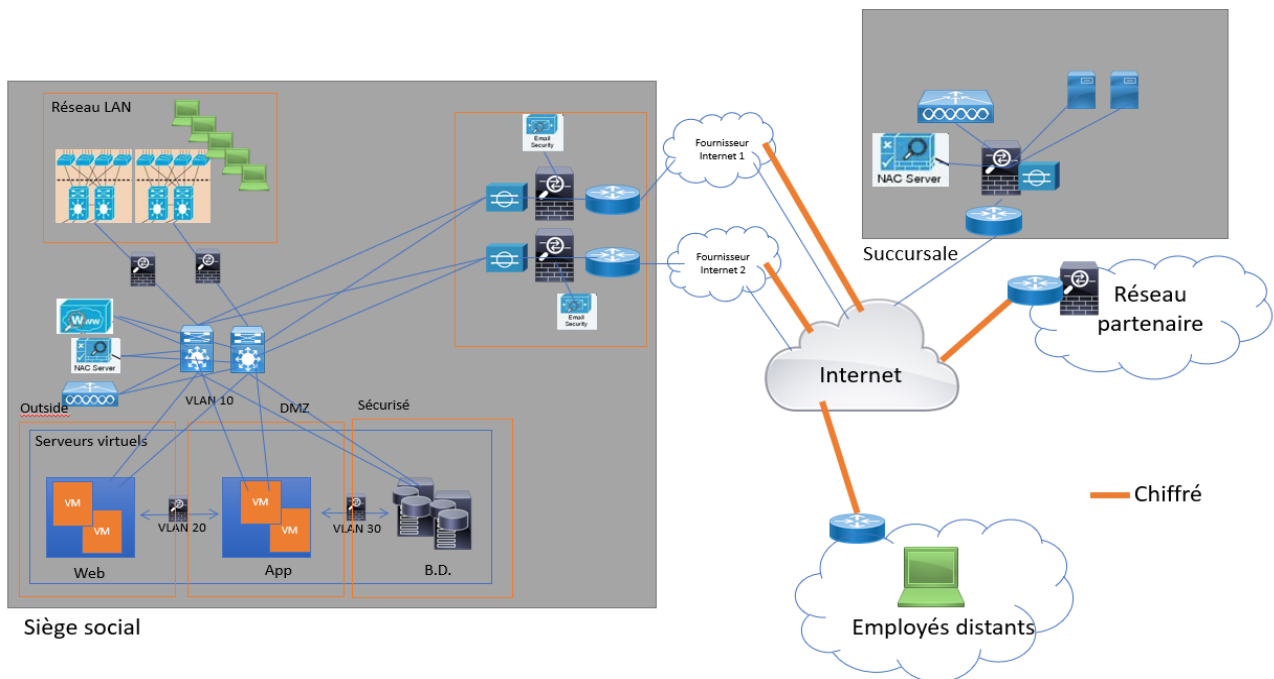 Réseau LAN
Email
Security
Email
Security
Fournisseur
Internet 1
Fournisseur
Internet 2
NAC Server
Succursale
Réseau
partenaire
Internet
Www
NAC Server
VLAN 10
Outside
DMZ
Sécurisé
Serveurs virtuels
VM
VM
VM
VM
VLAN 20
VLAN 30
Web
App
B.D.
Siège social
Chiffré
Employés distants